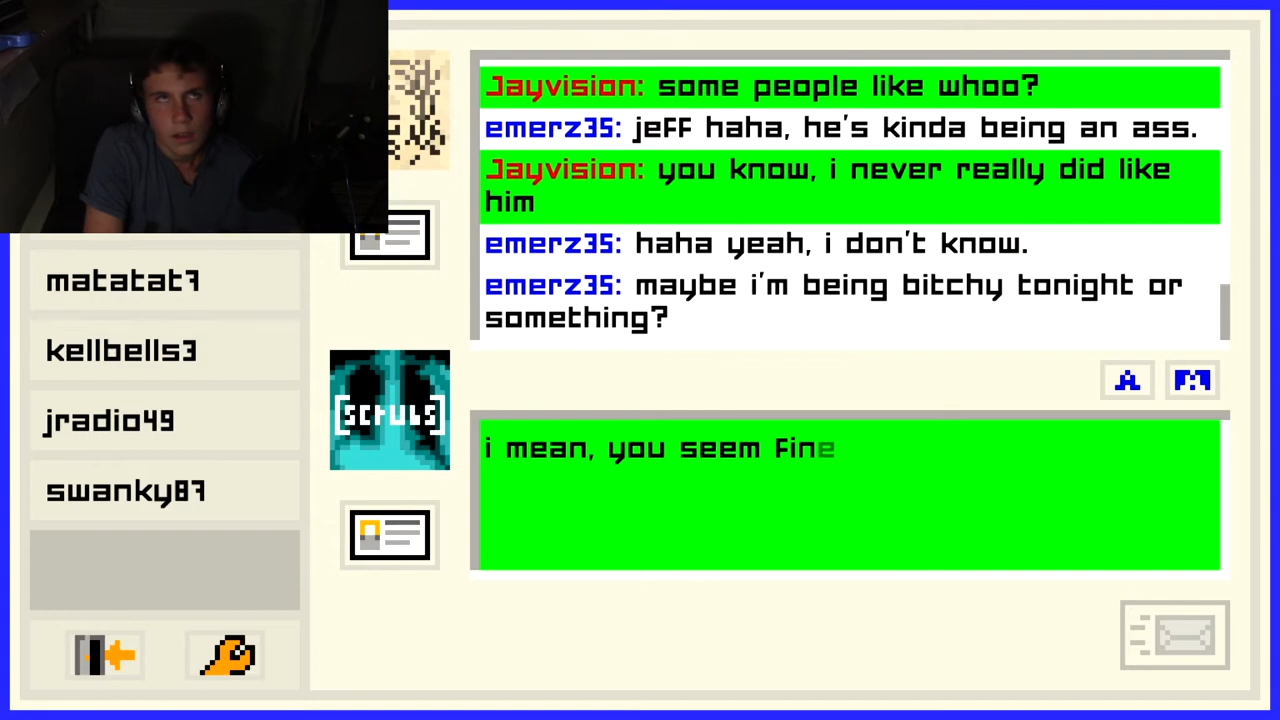 Jayvision: some people like whoo?
emerz35: jeff haha, he's kinda being an ass.
Jayvision: you know, i never really did like
him
emerz35: haha yeah, i don't know.
emerz35: maybe i'm being bitchy tonight or
something?
matatat7
kellbells3
jradio49
swanky87
[scrubs]
A
i mean, you seem fine